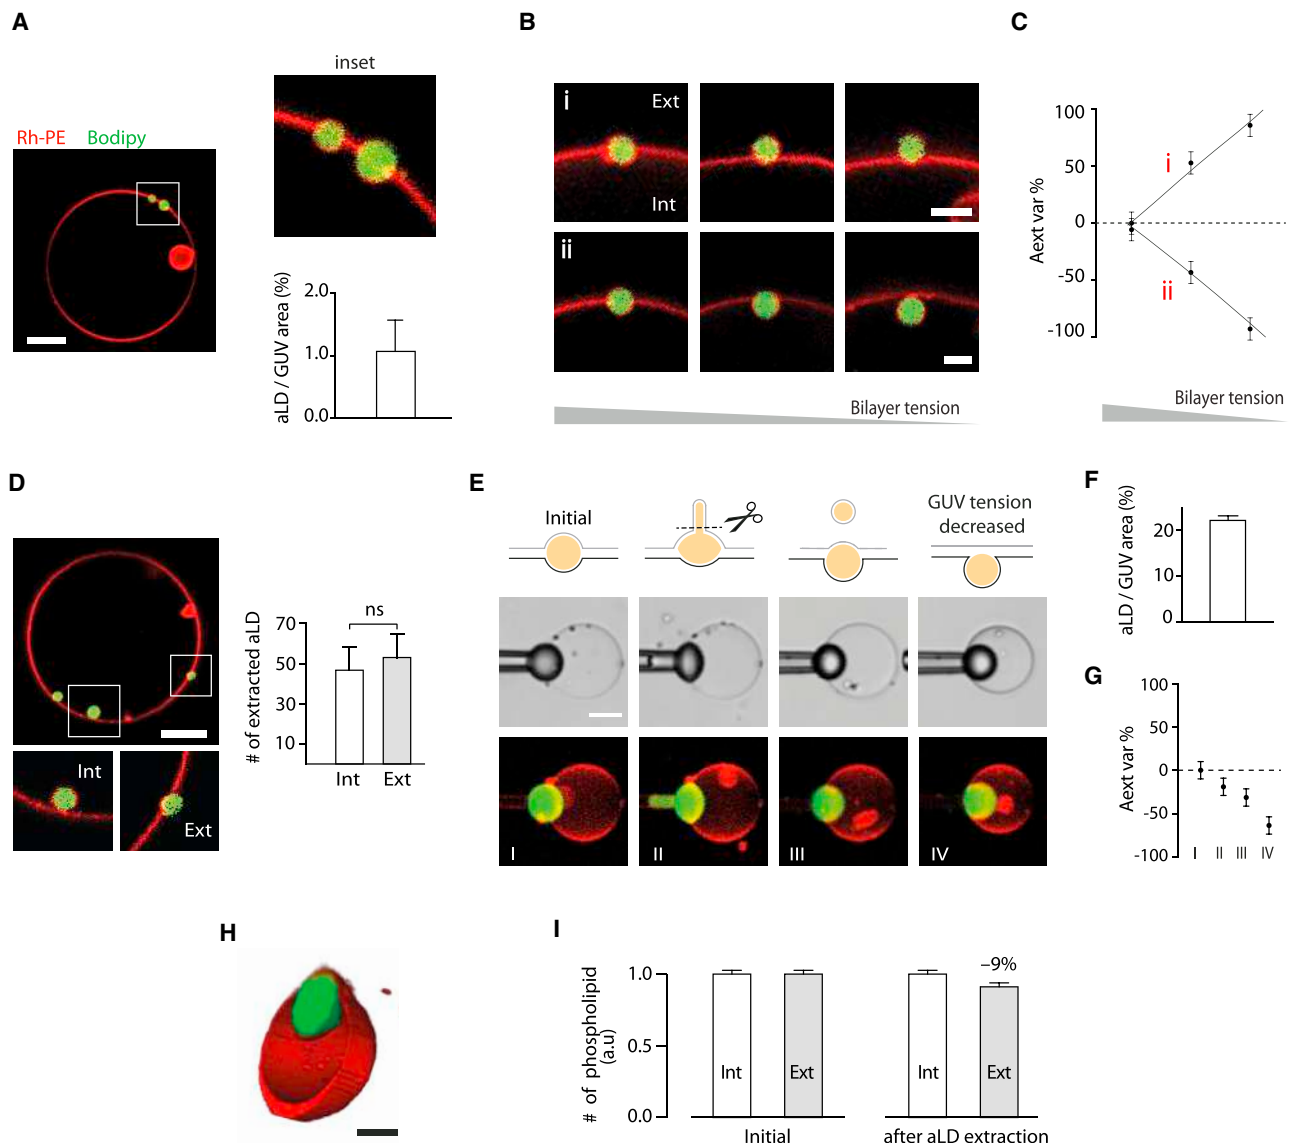 A
Rh-PE Bodipy
inset
aLD / GUV area (%)
2.0
1.0
0.0
B
i
Ext
Int
ii
Bilayer tension
C
Aext var %
100
50
0
-50
-100
i
ii
Bilayer tension
D
Int
Ext
# of extracted aLD
70
50
30
10
ns
Int Ext
E
Initial
GUV tension
decreased
I
II
III
IV
F
aLD / GUV area (%)
20
10
0
G
Aext var %
100
50
0
-50
-100
I II III IV
H
I
# of phospholipid
(a.u)
1.0
0.5
0.0
Int
Ext
Initial
–9%
Int
Ext
after aLD extraction